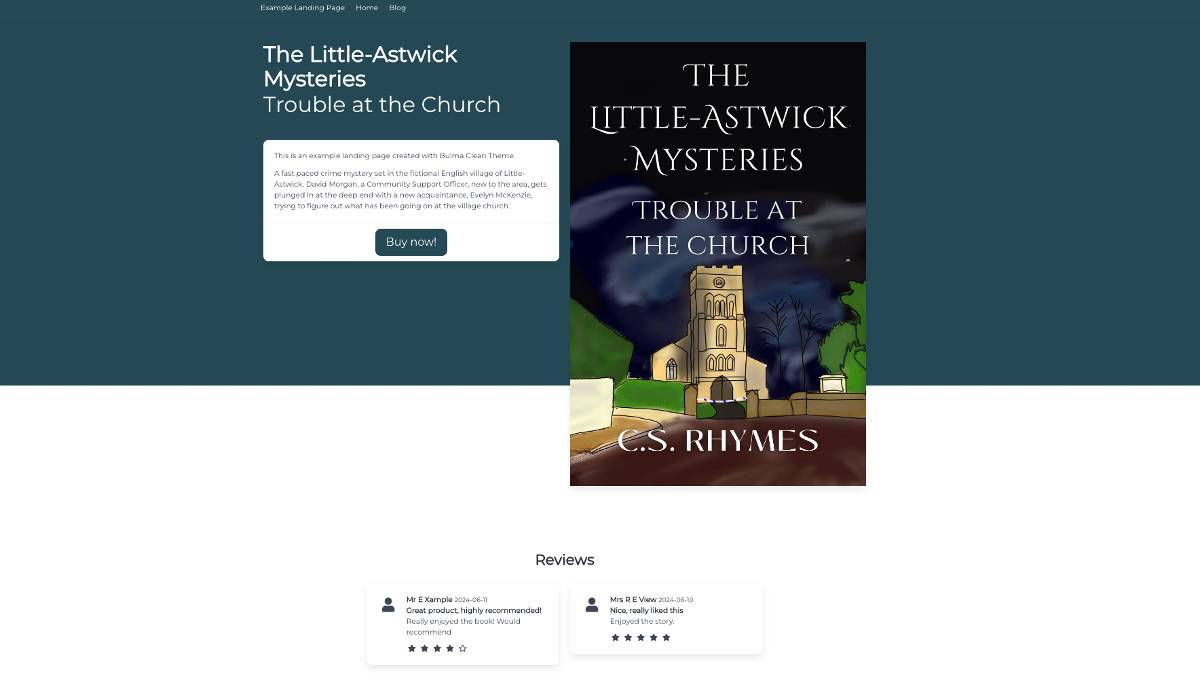 Example Landing Page Home Blog
The Little-Astwick
Mysteries
Trouble at the Church
This is an example landing page created with Bulma Clean Theme.
A fast paced crime mystery set in the fictional English village of Little-
Astwick. David Morgan, a Community Support Officer, new to the area, gets
plunged in at the deep end with a new acquaintance, Evelyn McKenzie,
trying to figure out what has been going on at the village church.
Buy now!
THE
LITTLE-ASTWICK
MYSTERIES
TROUBLE AT
THE CHURCH
C.S. RHYMES
Reviews
Mr E Xample 2024-06-11
Great product, highly recommended!
Really enjoyed the book! Would
recommend
Mrs R E View 2024-06-10
Nice, really liked this
Enjoyed the story.